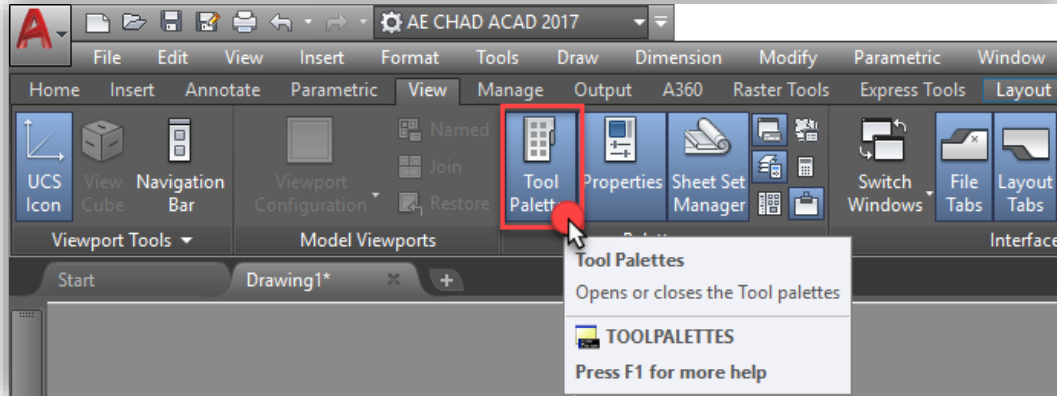 AE CHAD ACAD 2017
File Edit View Insert Format Tools Draw Dimension Modify Parametric Window
Home Insert Annotate Parametric View Manage Output A360 Raster Tools Express Tools Layout
UCS Icon
View Cube
Navigation Bar
Viewport Configuration
Named
Join
Restore
Tool
Properties
Sheet Set Manager
Switch Windows
File Tabs
Layout Tabs
Viewport Tools
Model Viewports
Interface
Start
Drawing1*
Tool Palettes
Opens or closes the Tool palettes
TOOLPALETTES
Press F1 for more help